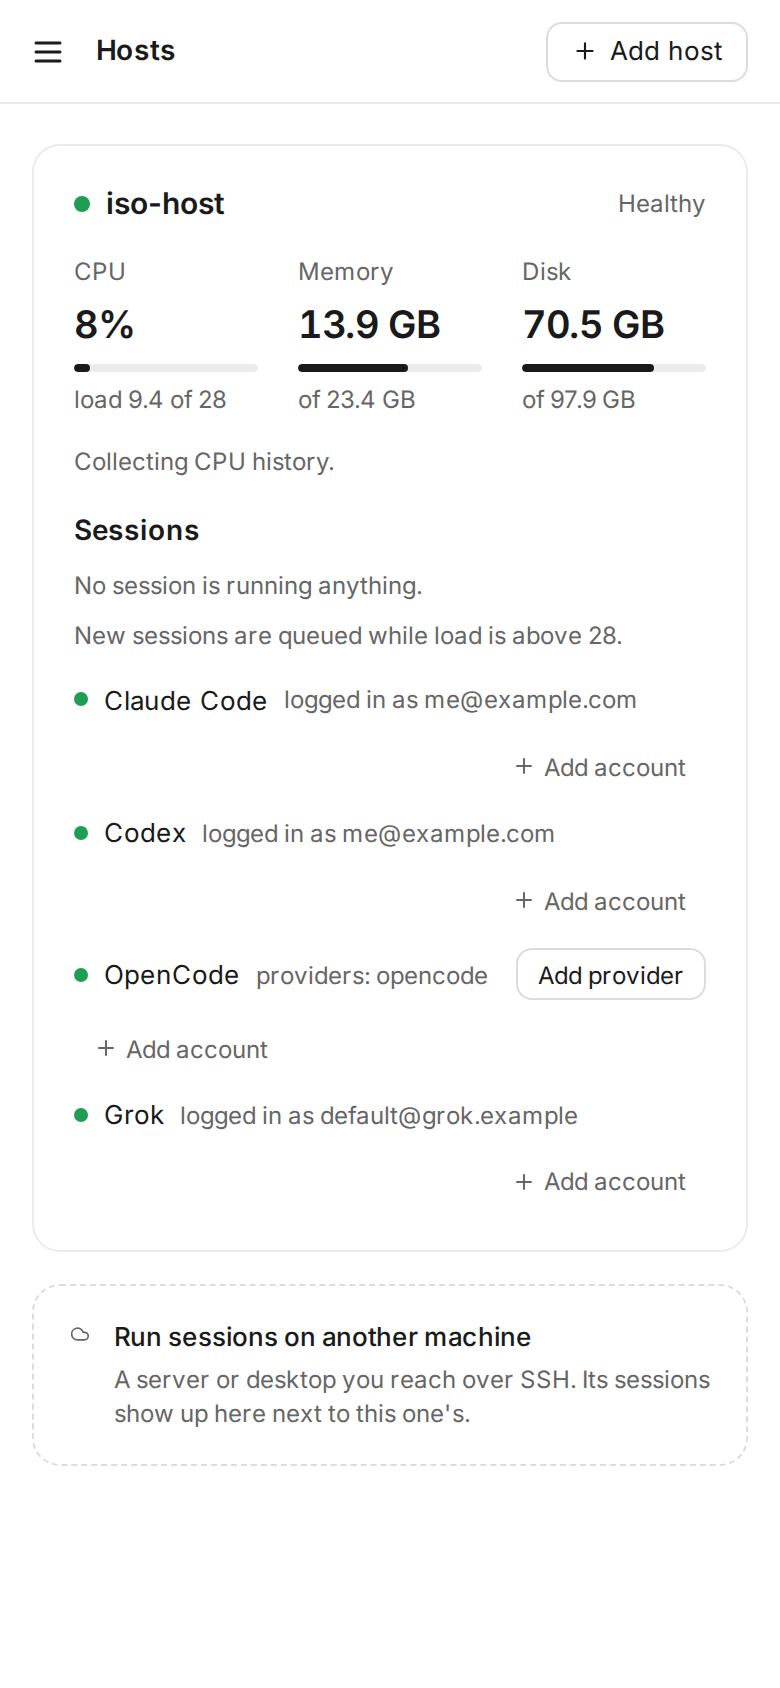 Hosts
+ Add host
iso-host
Healthy
CPU
Memory
Disk
8%
13.9 GB
70.5 GB
load 9.4 of 28
of 23.4 GB
of 97.9 GB
Collecting CPU history.
Sessions
No session is running anything.
New sessions are queued while load is above 28.
Claude Code logged in as me@example.com
+ Add account
Codex logged in as me@example.com
+ Add account
OpenCode providers: opencode
Add provider
+ Add account
Grok logged in as default@grok.example
+ Add account
Run sessions on another machine
A server or desktop you reach over SSH. Its sessions
show up here next to this one's.